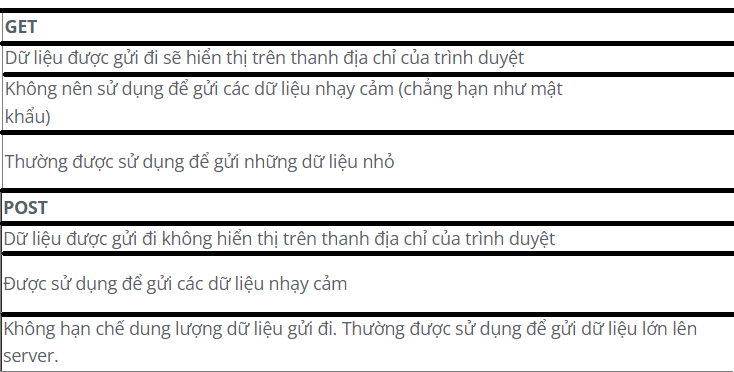 GET
Dữ liệu được gửi đi sẽ hiển thị trên thanh địa chỉ của trình duyệt
Không nên sử dụng để gửi các dữ liệu nhạy cảm (chẳng hạn như mật
khẩu)
Thường được sử dụng để gửi những dữ liệu nhỏ
POST
Dữ liệu được gửi đi không hiển thị trên thanh địa chỉ của trình duyệt
Được sử dụng để gửi các dữ liệu nhạy cảm
Không hạn chế dung lượng dữ liệu gửi đi. Thường được sử dụng để gửi dữ liệu lớn lên
server.